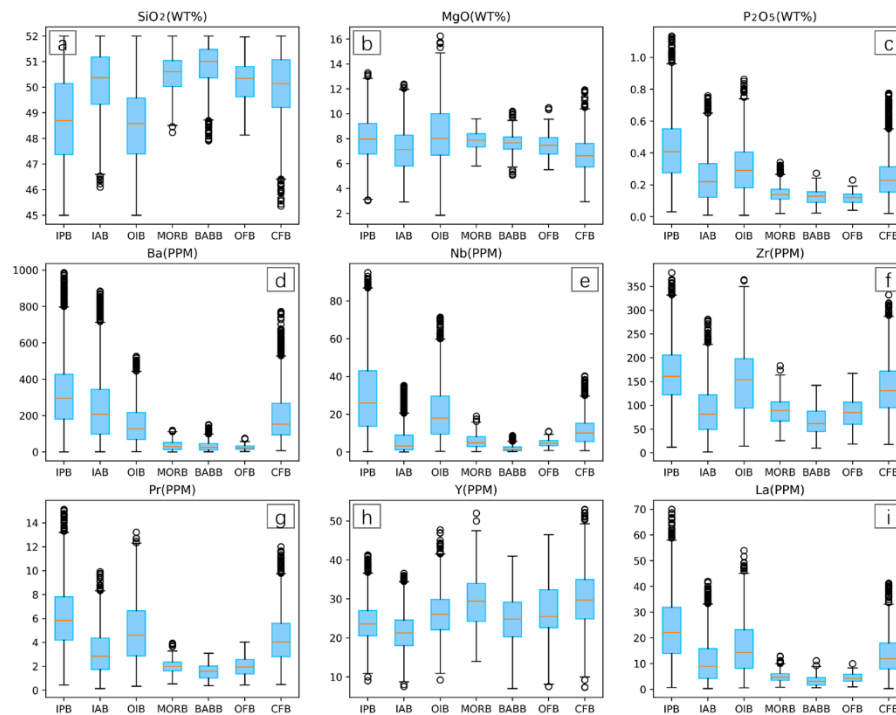 SiO2(WT%) MgO(WT%) P2O5(WT%)
a b c
52 51 50 49 48 47 46 45
16 14 12 10 8 6 4 2
1.0 0.8 0.6 0.4 0.2 0.0
IPB IAB OIB MORB BABB OFB CFB
IPB IAB OIB MORB BABB OFB CFB
IPB IAB OIB MORB BABB OFB CFB
Ba(PPM) Nb(PPM) Zr(PPM)
d e f
1000 800 600 400 200 0
80 60 40 20 0
350 300 250 200 150 100 50 0
IPB IAB OIB MORB BABB OFB CFB
IPB IAB OIB MORB BABB OFB CFB
IPB IAB OIB MORB BABB OFB CFB
Pr(PPM) Y(PPM) La(PPM)
g h i
14 12 10 8 6 4 2 0
50 40 30 20 10
70 60 50 40 30 20 10 0
IPB IAB OIB MORB BABB OFB CFB
IPB IAB OIB MORB BABB OFB CFB
IPB IAB OIB MORB BABB OFB CFB